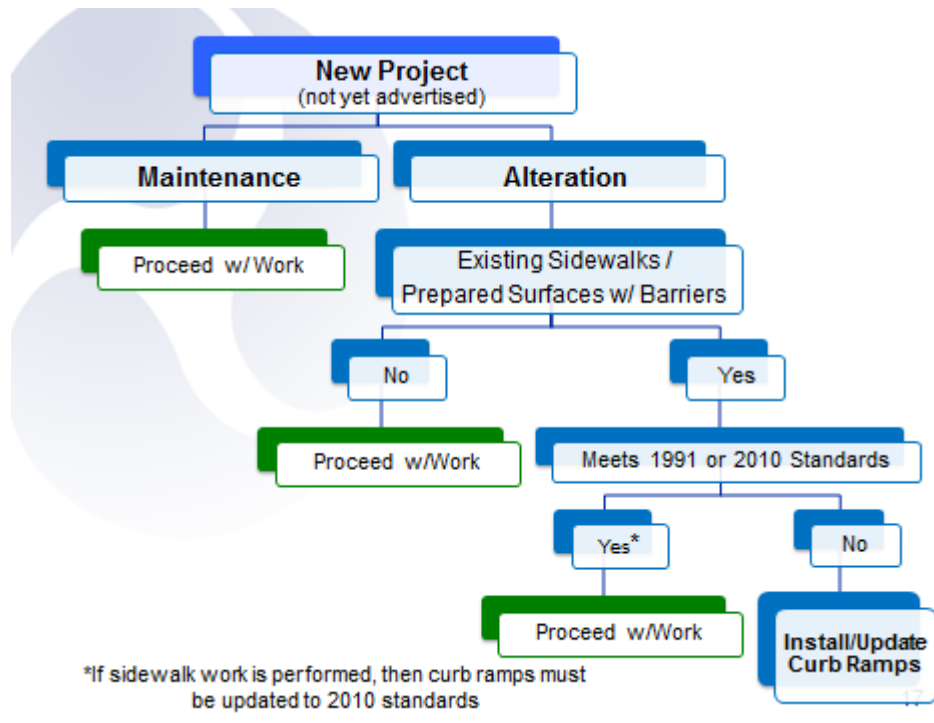 New Project
(not yet advertised)
Maintenance
Alteration
Proceed w/ Work
Existing Sidewalks /
Prepared Surfaces w/ Barriers
No
Yes
Proceed w/Work
Meets 1991 or 2010 Standards
Yes*
No
Proceed w/Work
Install/Update
Curb Ramps
*If sidewalk work is performed, then curb ramps must
be updated to 2010 standards
17